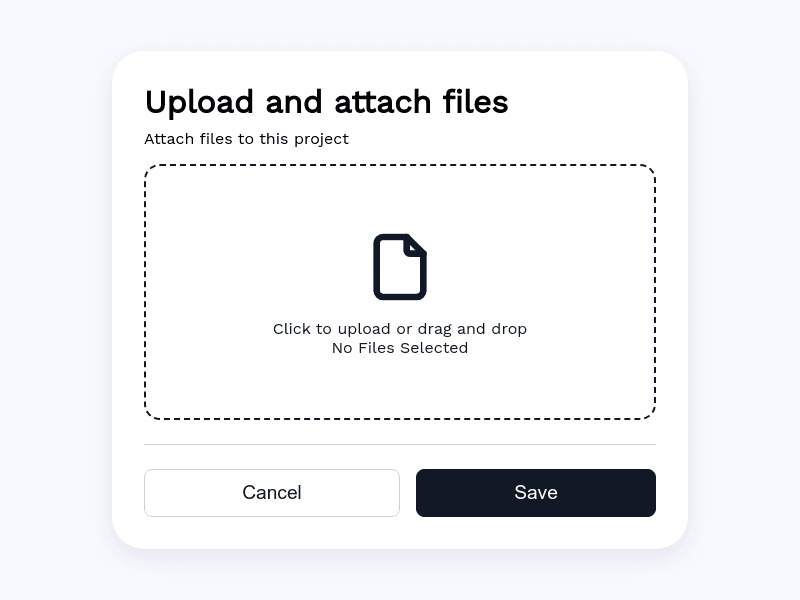 Upload and attach files
Attach files to this project
Click to upload or drag and drop
No Files Selected
Cancel
Save